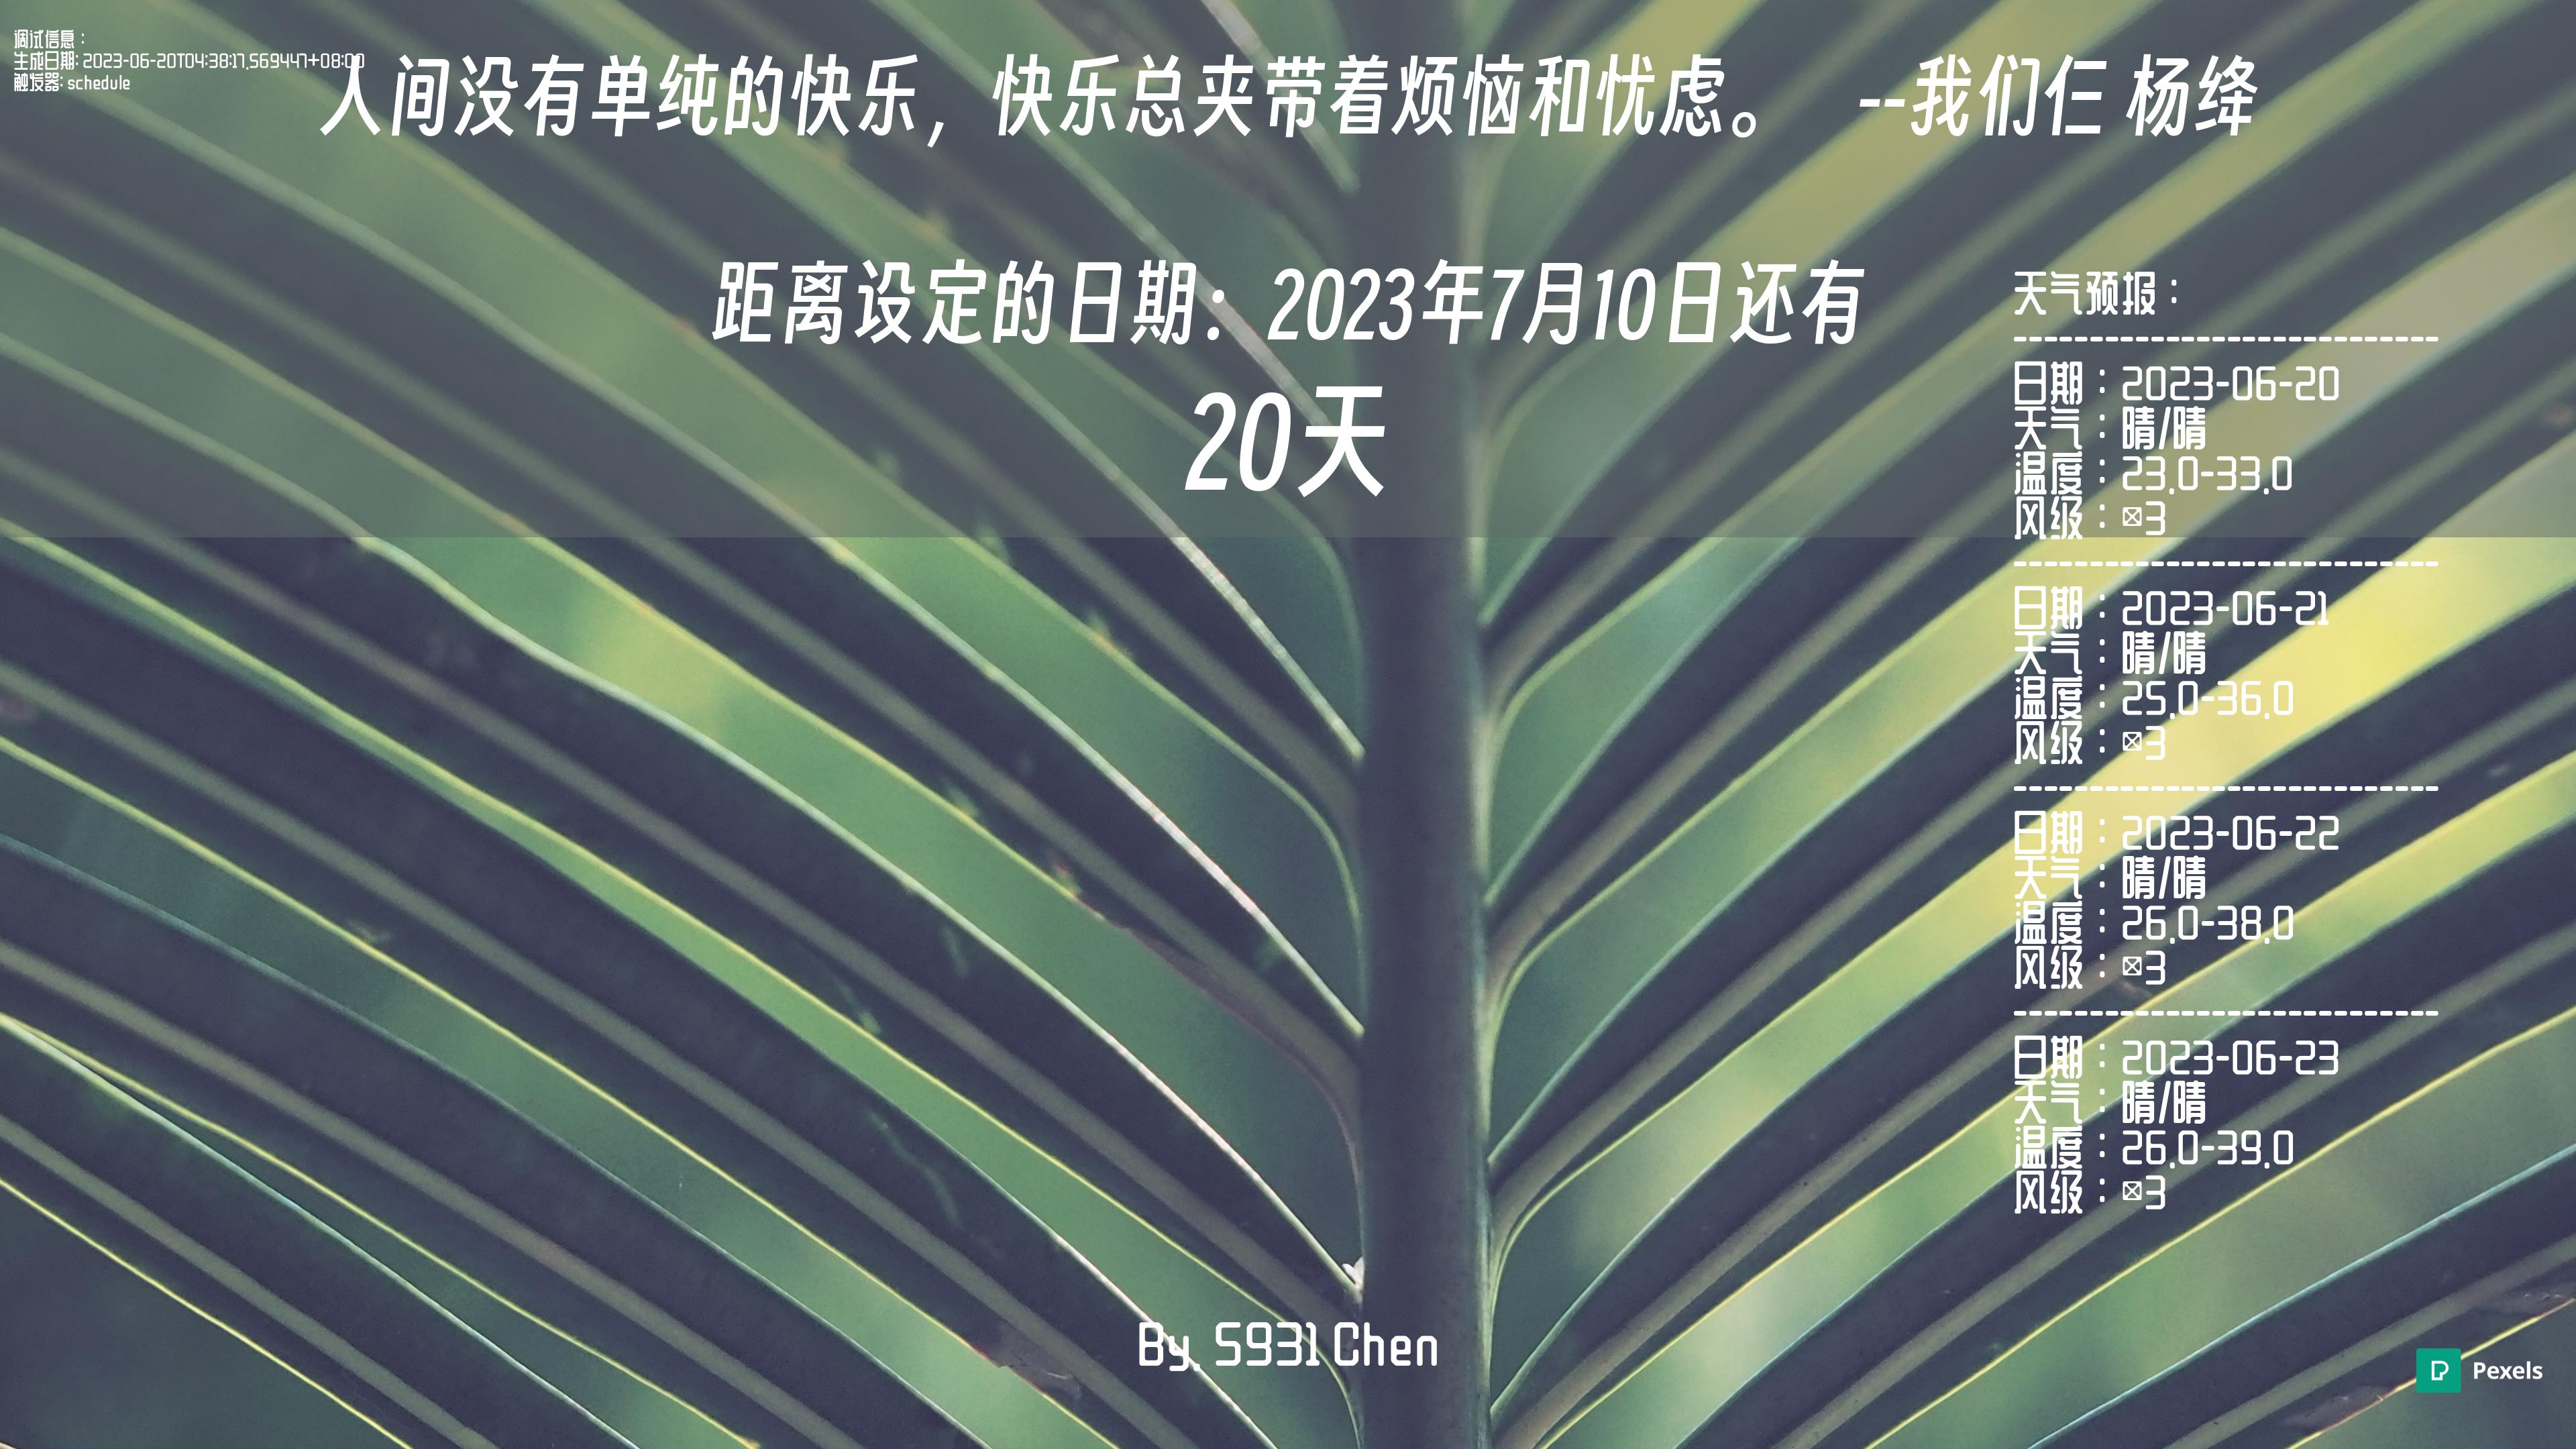 调试信息：
生成日期: 2023-06-20T04:38:17.569447+08:00
触发器: schedule
人间没有单纯的快乐，快乐总夹带着烦恼和忧虑。 --我们仨 杨绛
距离设定的日期：2023年7月10日还有
20天
天气预报：
----------------------------
日期：2023-06-20
天气：晴/晴
温度：23.0-33.0
风级：☒3
----------------------------
日期：2023-06-21
天气：晴/晴
温度：25.0-36.0
风级：☒3
----------------------------
日期：2023-06-22
天气：晴/晴
温度：26.0-38.0
风级：☒3
----------------------------
日期：2023-06-23
天气：晴/晴
温度：26.0-39.0
风级：☒3
By. S931 Chen
Pexels